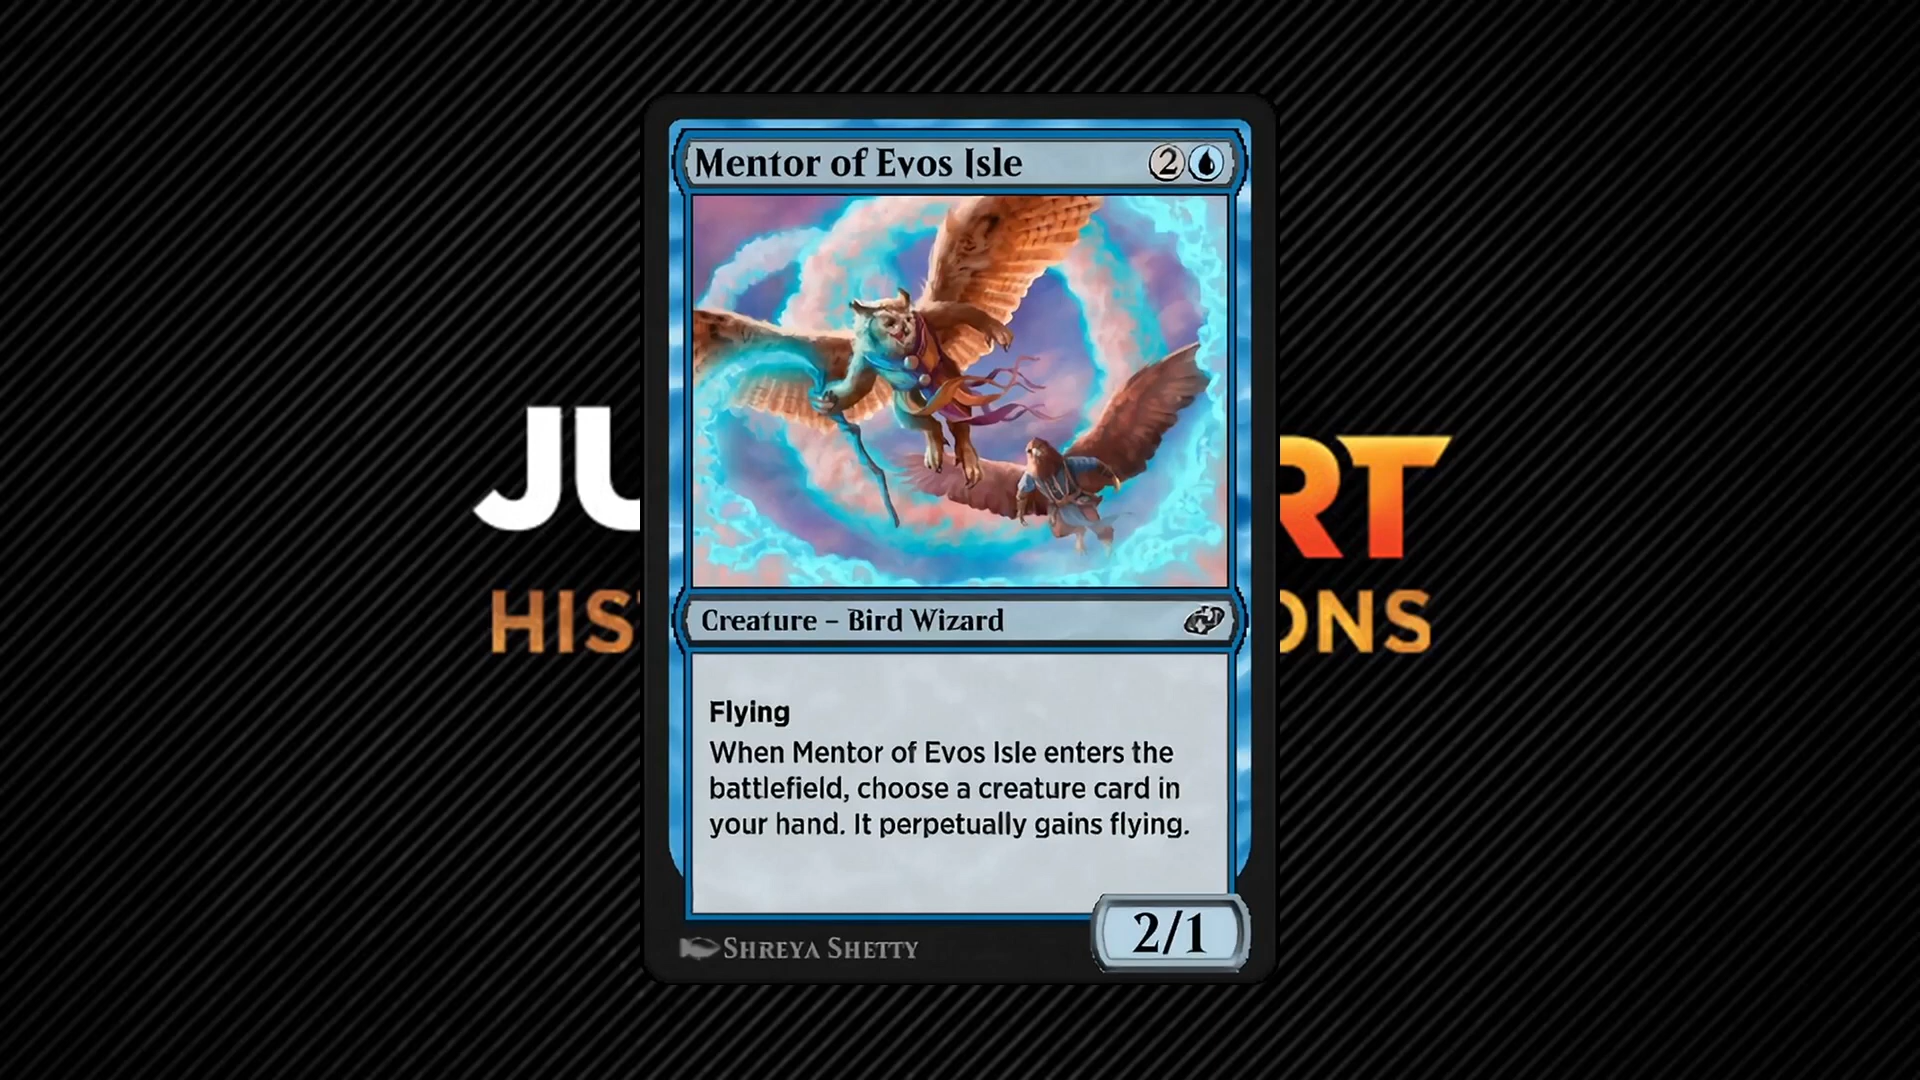 Mentor of Evos Isle 2
JU RT
HIS ONS
Creature – Bird Wizard
Flying
When Mentor of Evos Isle enters the
battlefield, choose a creature card in
your hand. It perpetually gains flying.
2/1
Shreya Shetty